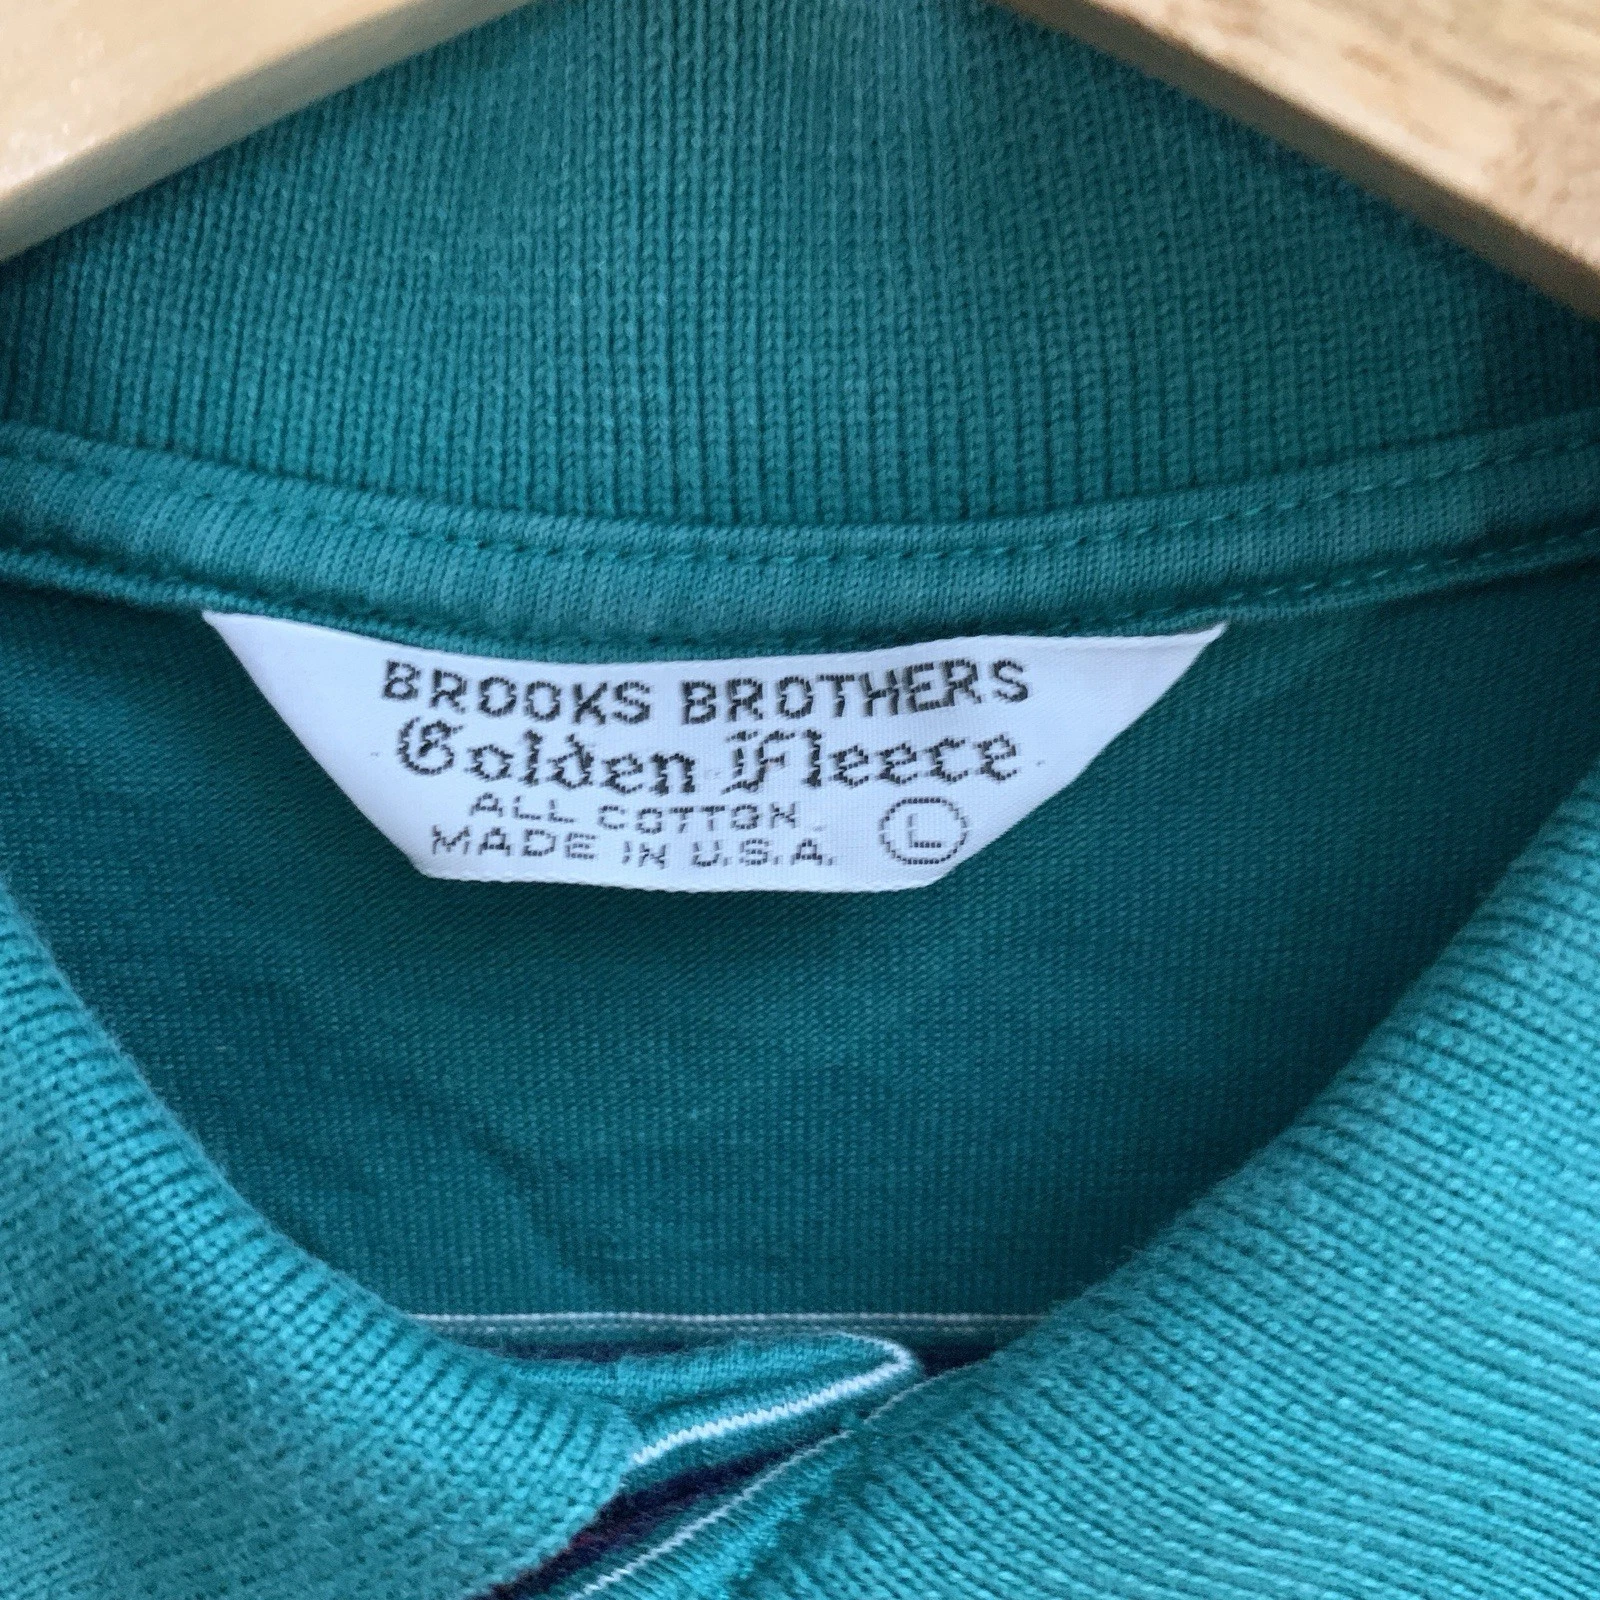 BROOKS BROTHERS
Golden Fleece
ALL COTTON
MADE IN U.S.A. L